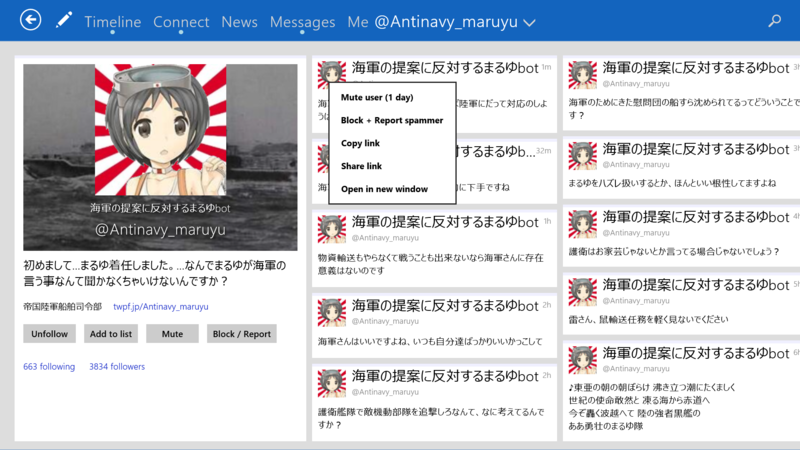 Timeline Connect News Messages Me @Antinavy_maruyu
海軍の提案に反対するまるゆbot
@Antinavy_maruyu
初めまして...まるゆ着任しました。...なんでまるゆが海軍の
言う事なんて聞かなくちゃいけないんですか？
帝国陸軍船舶司令部 twpf.jp/Antinavy_maruyu
Unfollow Add to list Mute Block / Report
663 following 3834 followers
海軍の提案に反対するまるゆbot 1m
ば陸軍にだって対応のしよ
Mute user (1 day)
Block + Report spammer
Copy link
Share link
Open in new window
対するまるゆb... 32m
に下手ですね
海軍の提案に反対するまるゆbot 1h
@Antinavy_maruyu
物資輸送もやらなくて戦うことも出来ないなら海軍さんに存在
意義はないのです
海軍の提案に反対するまるゆbot 2h
@Antinavy_maruyu
海軍さんはいいですよね、いつも自分達ばっかりいいかっこして
海軍の提案に反対するまるゆbot 2h
@Antinavy_maruyu
護衛艦隊で敵機動部隊を追撃しろなんて、なに考えてるんで
すか？
海軍の提案に反対するまるゆbot 3h
@Antinavy_maruyu
海軍のためにきた慰問団の船すら沈められてるってどういうことで
す？
海軍の提案に反対するまるゆbot 3h
@Antinavy_maruyu
まるゆをハズレ扱いするとか、ほんといい根性してますよね
海軍の提案に反対するまるゆbot 4h
@Antinavy_maruyu
護衛はお家芸じゃないとか言ってる場合じゃないでしょう？
海軍の提案に反対するまるゆbot 5h
@Antinavy_maruyu
雷さん、鼠輸送任務を軽く見ないでください
海軍の提案に反対するまるゆbot 6h
@Antinavy_maruyu
♪東亜の朝の朝ぼらけ 沸き立つ潮にたくましく
世紀の使命敢然と 凍る海から赤道へ
今ぞ轟く波越えて 陸の強者黒艦の
ああ勇壮のまるゆ隊